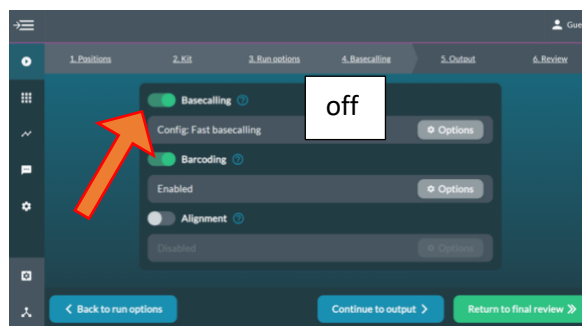 Gue
1. Positions 2. Kit 3. Run options 4. Basecalling 5. Output 6. Review
Basecalling ?
off
Config: Fast basecalling Options
Barcoding ?
Enabled Options
Alignment ?
Disabled Options
Back to run options Continue to output Return to final review